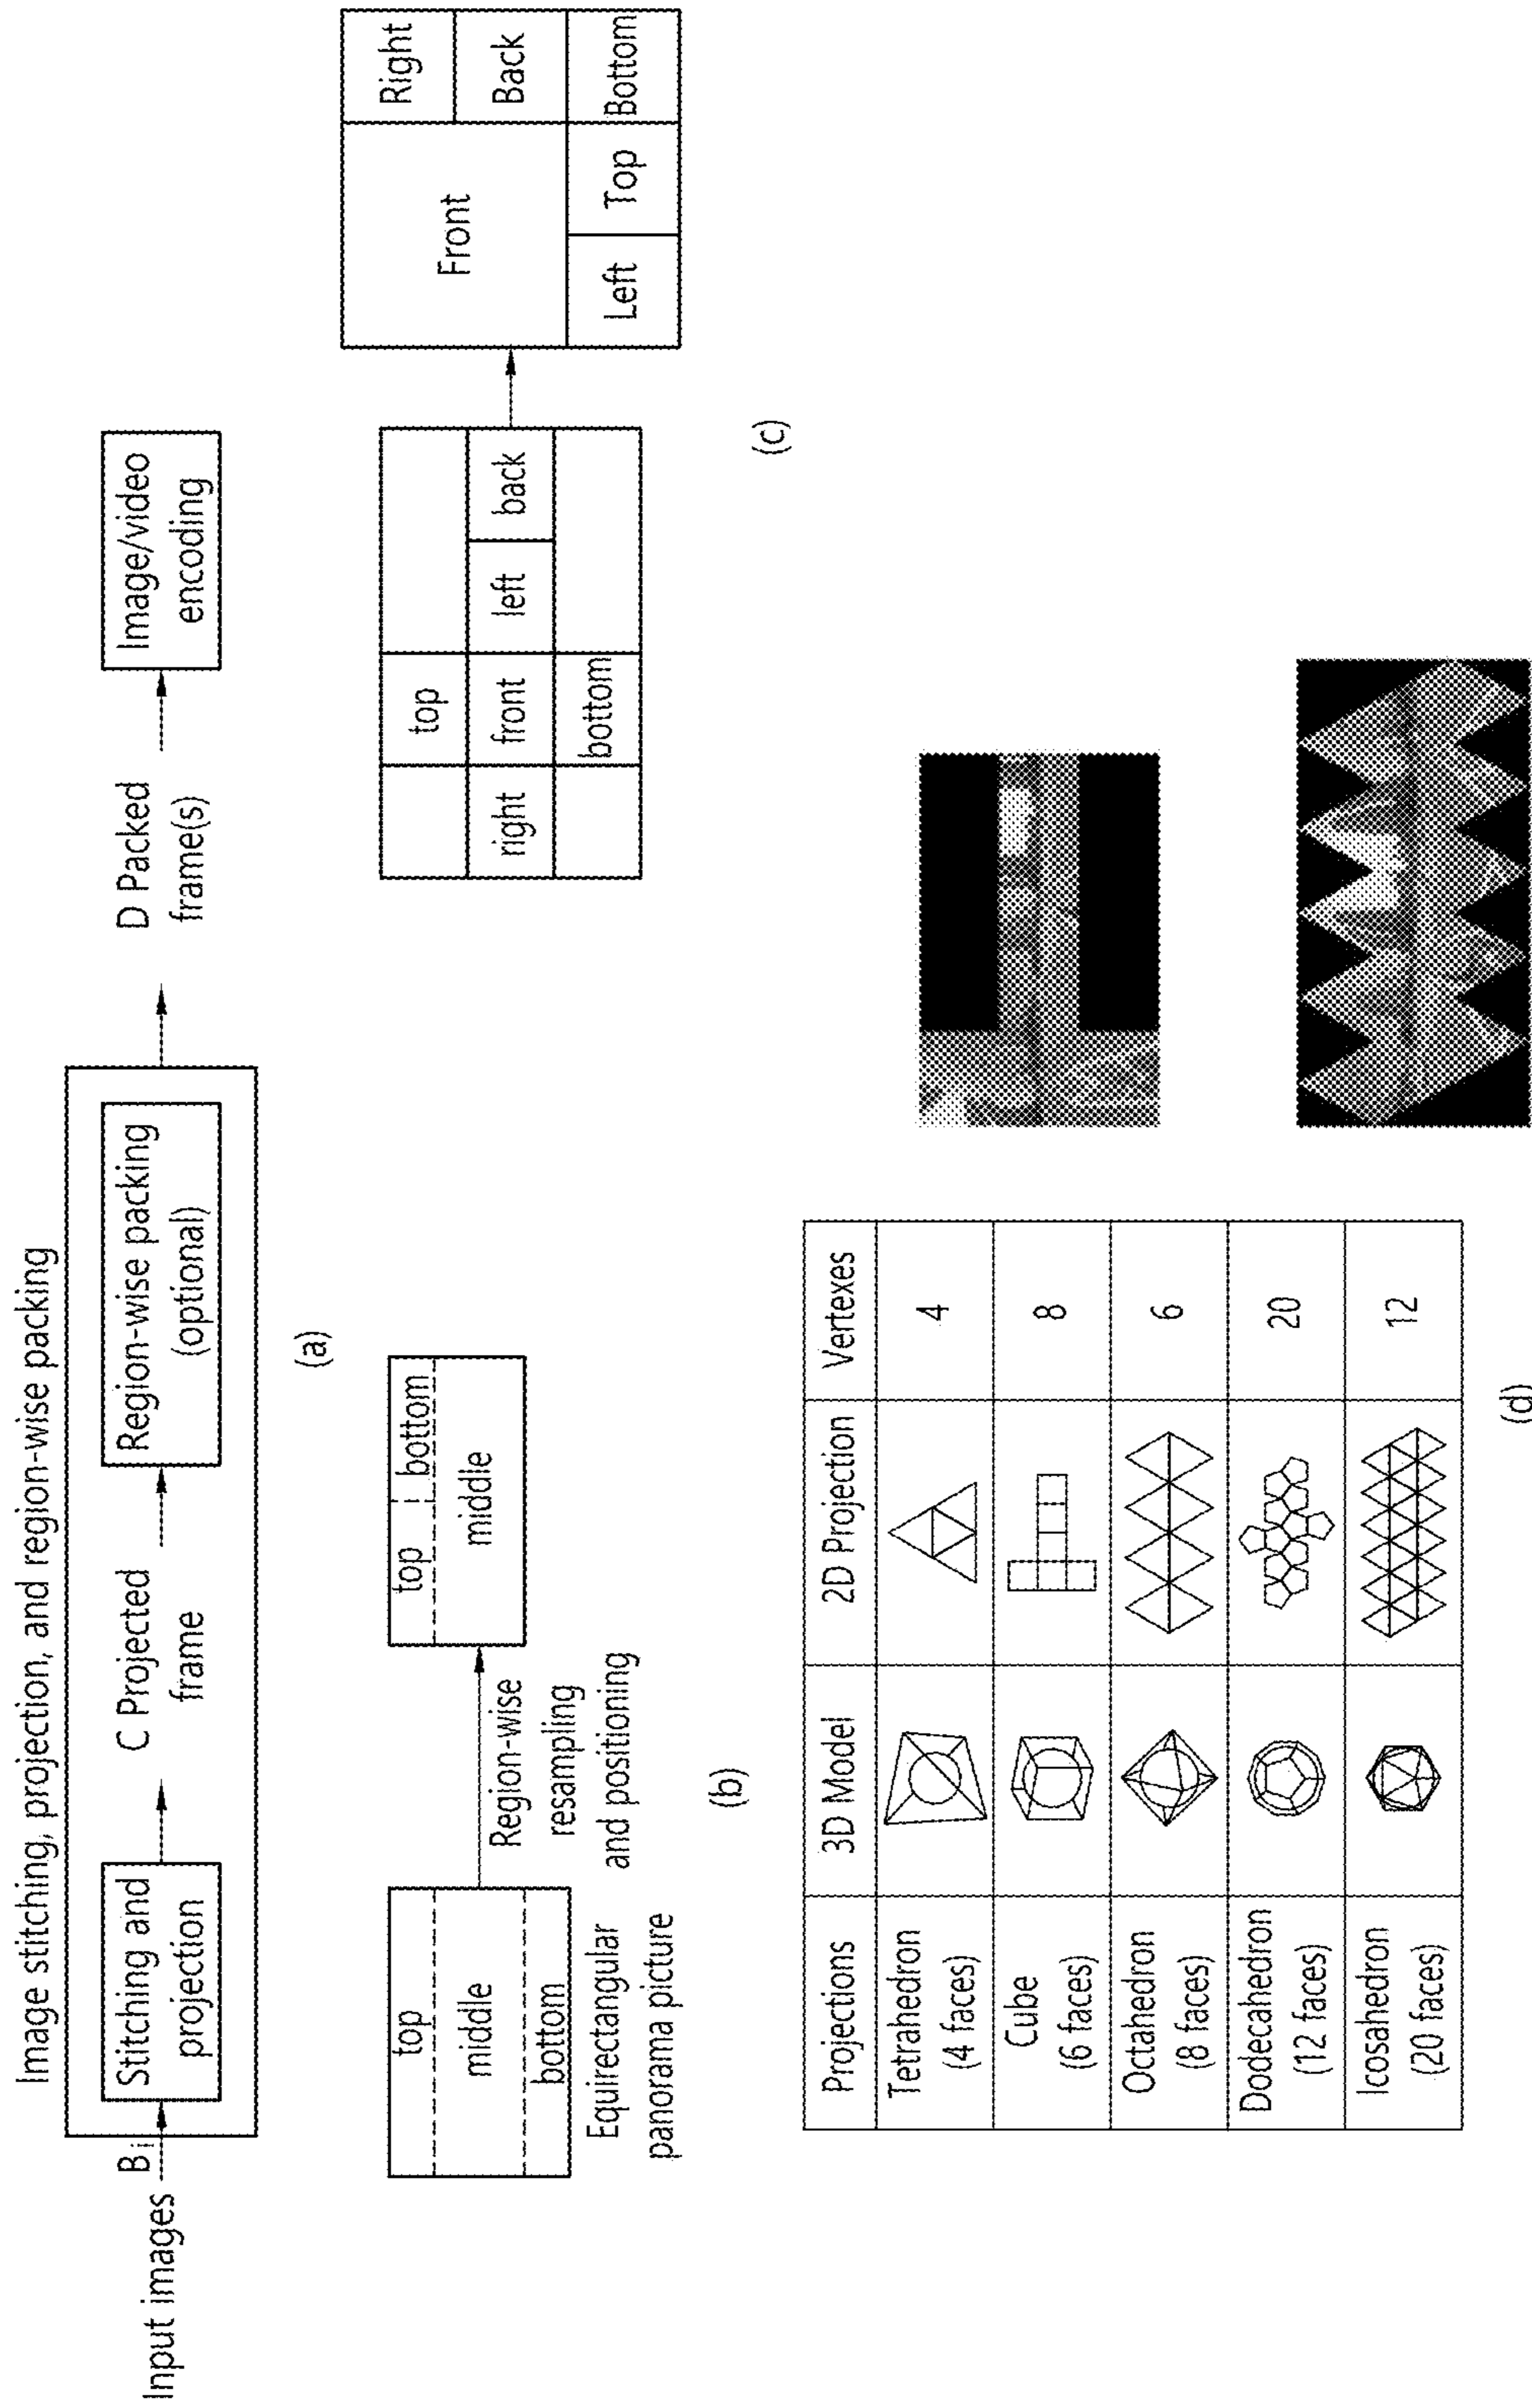 Image stitching, projection, and region-wise packing
Input images
Bi
Stitching and
projection
C Projected
frame
Region-wise packing
(optional)
D Packed
frame(s)
Image/video
encoding
(a)
top
middle
bottom
Equirectangular
panorama picture
Region-wise
resampling
and positioning
top
bottom
middle
(b)
top
right
front
left
back
bottom
Front
Right
Back
Left
Top
Bottom
(c)
Projections
3D Model
2D Projection
Vertexes
Tetrahedron
(4 faces)
4
Cube
(6 faces)
8
Octahedron
(8 faces)
6
Dodecahedron
(12 faces)
20
Icosahedron
(20 faces)
12
(d)